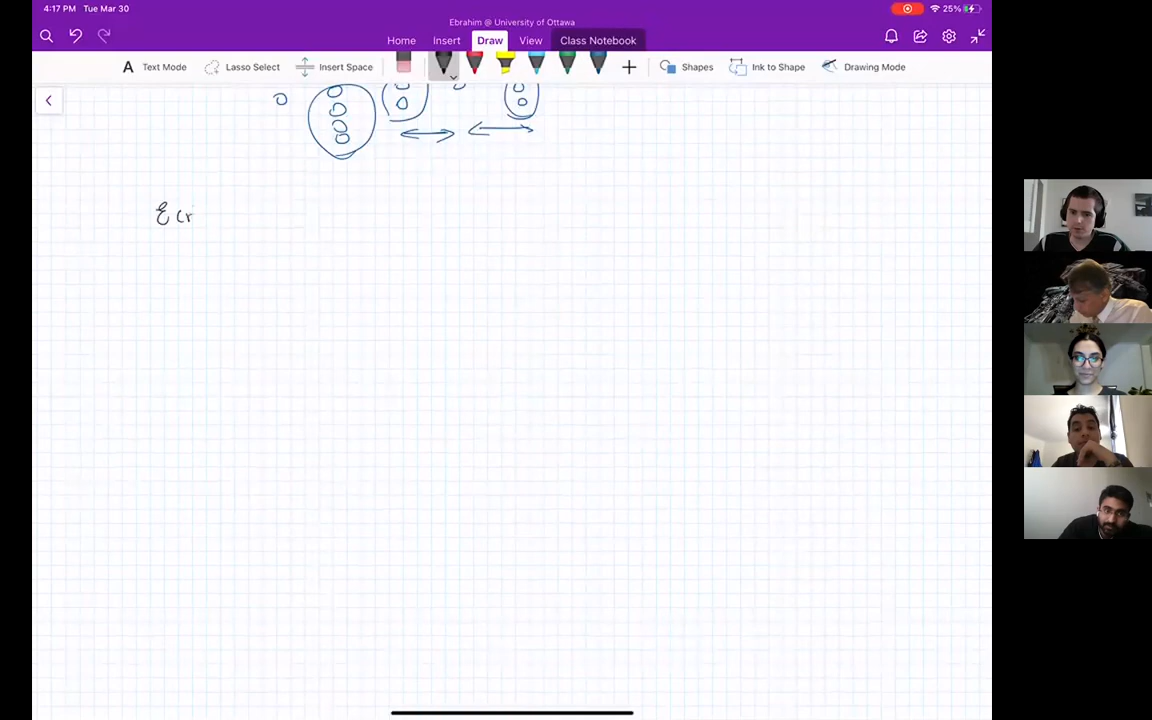 4:17 PM Tue Mar 30
25%
Ebrahim @ University of Ottawa
Home Insert Draw View Class Notebook
A Text Mode Lasso Select Insert Space Shapes Ink to Shape Drawing Mode